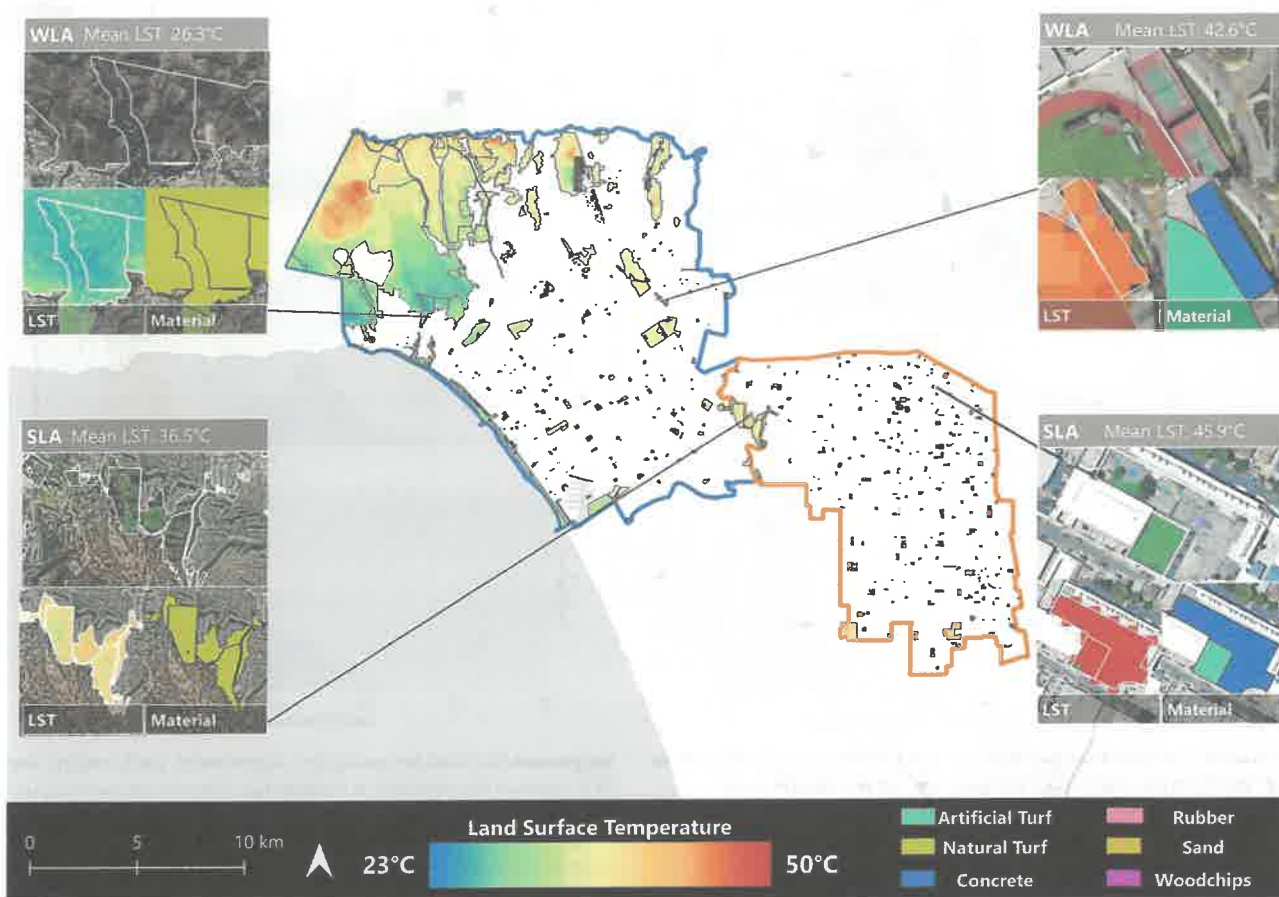 WLA Mean LST: 26.3°C
LST Material
WLA Mean LST: 42.6°C
LST Material
SLA Mean LST: 36.5°C
LST Material
SLA Mean LST: 45.9°C
LST Material
0 5 10 km
Land Surface Temperature
23°C 50°C
Artificial Turf
Natural Turf
Concrete
Rubber
Sand
Woodchips